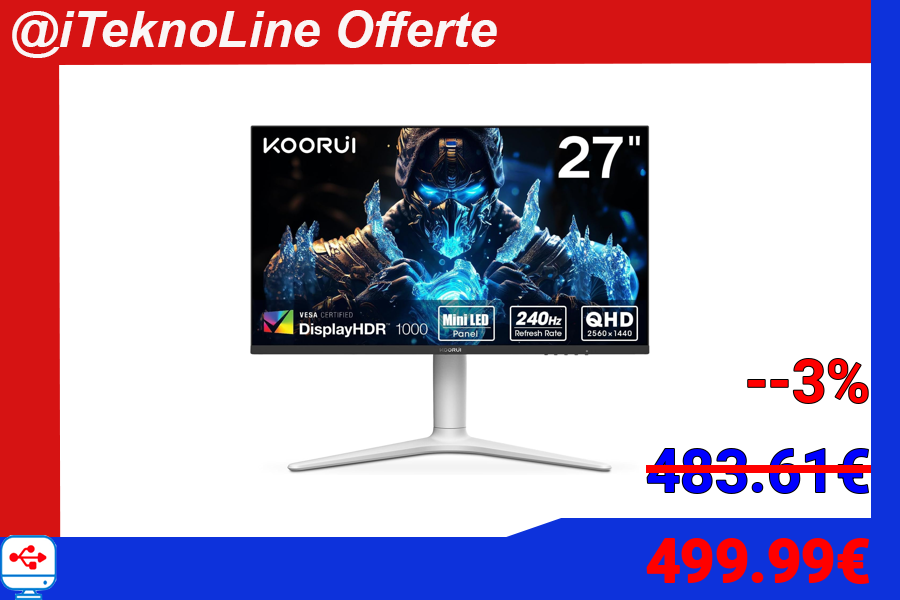 @iTeknoLine Offerte
KOORUI
27"
VESA CERTIFIED
DisplayHDR™ 1000
Mini LED
Panel
240Hz
Refresh Rate
QHD
2560×1440
KOORUI
--3%
483.61€
499.99€